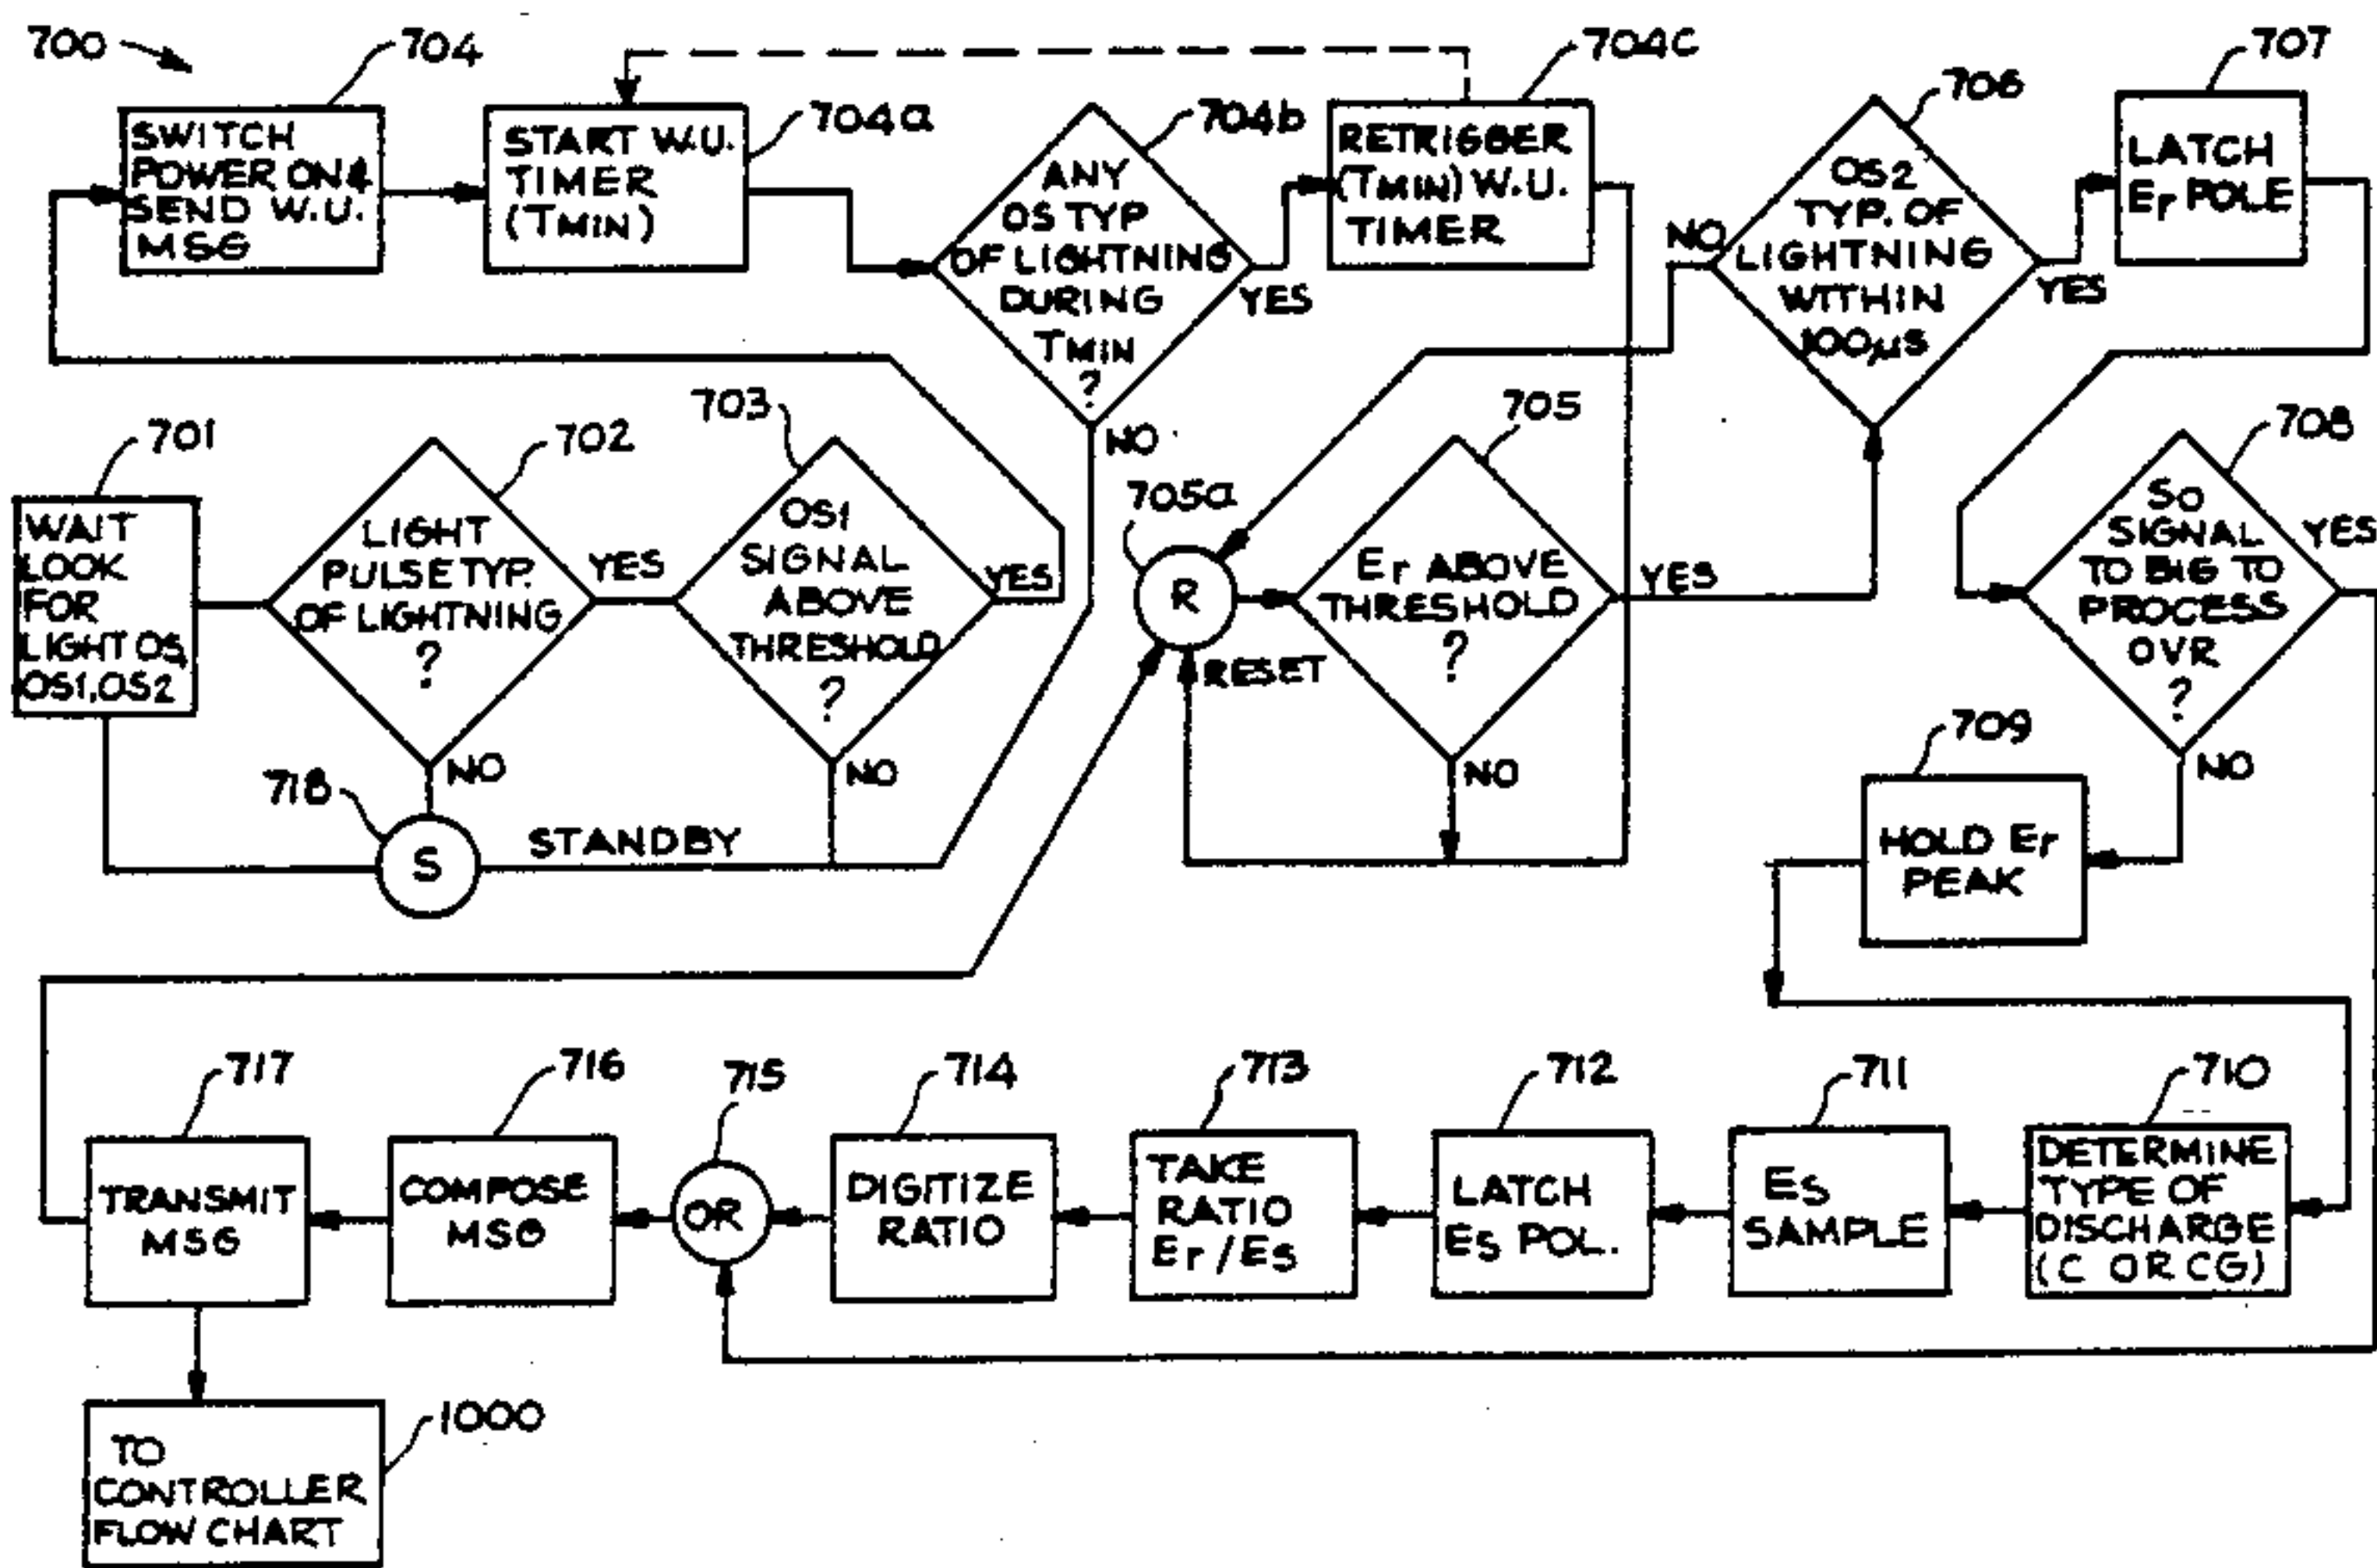 700
704
SWITCH
POWER ON &
SEND W.U.
MSG
704a
START W.U.
TIMER
(TMIN)
704b
ANY
OS TYP
OF LIGHTNING
DURING
TMIN
?
YES
NO
704c
RETRIGGER
(TMIN) W.U.
TIMER
706
OS2
TYP. OF
LIGHTNING
WITHIN
100µS
NO
YES
707
LATCH
Er POLE
701
WAIT
LOOK
FOR
LIGHT OS,
OS1, OS2
702
LIGHT
PULSE TYP.
OF LIGHTNING
?
YES
NO
703
OS1
SIGNAL
ABOVE
THRESHOLD
?
YES
NO
718
S
STANDBY
705a
R
RESET
705
Er ABOVE
THRESHOLD
?
YES
NO
708
SO
SIGNAL
TO BIG TO
PROCESS
OVR
?
YES
NO
709
HOLD Er
PEAK
717
TRANSMIT
MSG
716
COMPOSE
MSG
715
OR
714
DIGITIZE
RATIO
713
TAKE
RATIO
Er/Es
712
LATCH
Es POL.
711
Es
SAMPLE
710
DETERMINE
TYPE OF
DISCHARGE
(C OR CG)
1000
TO
CONTROLLER
FLOW CHART